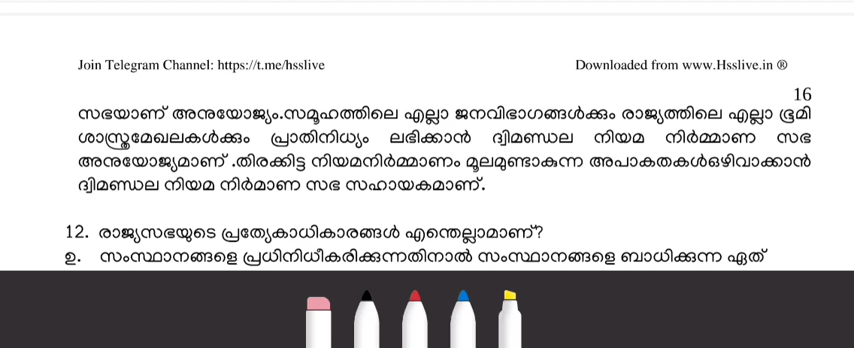 Join Telegram Channel: https://t.me/hsslive Downloaded from www.Hsslive.in ®
16
സഭയാണ് അനുയോജ്യം.സമൂഹത്തിലെ എല്ലാ ജനവിഭാഗങ്ങൾക്കും രാജ്യത്തിലെ എല്ലാ ഭൂമി
ശാസ്ത്രമേഖലകൾക്കും പ്രാതിനിധ്യം ലഭിക്കാൻ ദ്വിമണ്ഡല നിയമ നിർമ്മാണ സഭ
അനുയോജ്യമാണ് .തിരക്കിട്ട നിയമനിർമ്മാണം മൂലമുണ്ടാകുന്ന അപാകതകൾഒഴിവാക്കാൻ
ദ്വിമണ്ഡല നിയമ നിർമാണ സഭ സഹായകമാണ്.
12. രാജ്യസഭയുടെ പ്രത്യേകാധികാരങ്ങൾ എന്തെല്ലാമാണ്?
ഉ. സംസ്ഥാനങ്ങളെ പ്രധിനിധീകരിക്കുന്നതിനാൽ സംസ്ഥാനങ്ങളെ ബാധിക്കുന്ന ഏത്